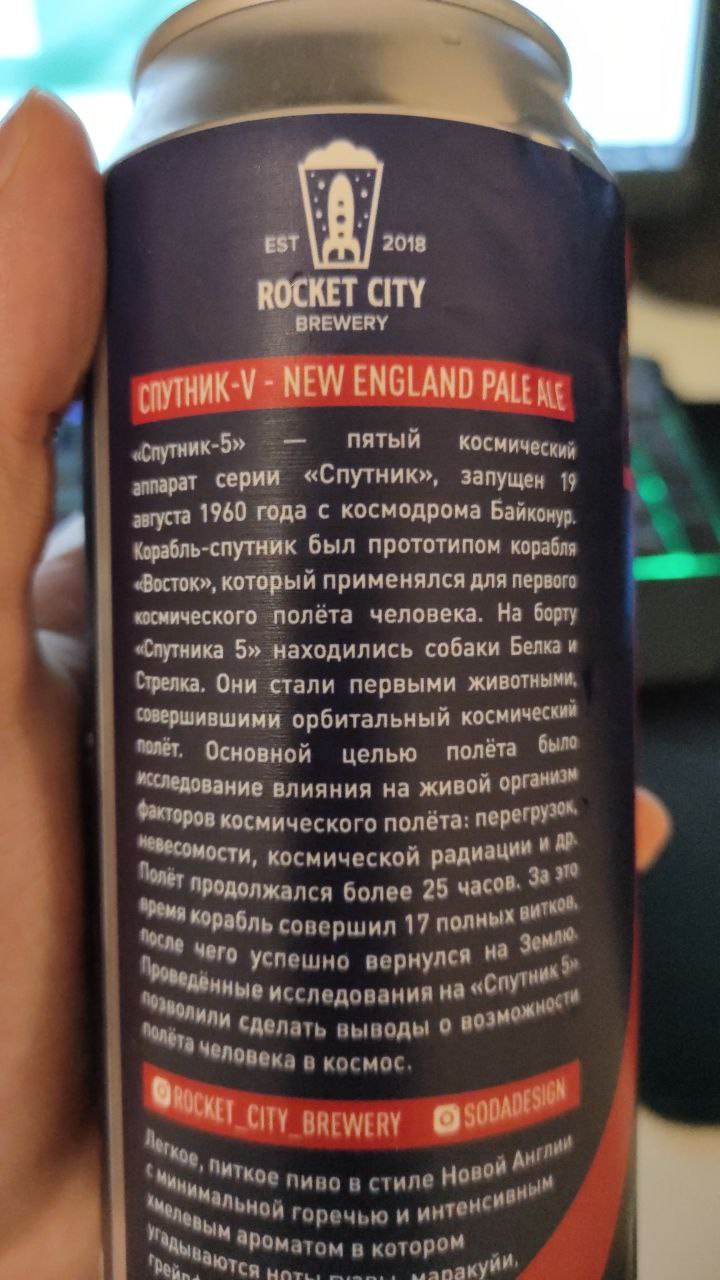 EST 2018
ROCKET CITY
BREWERY
СПУТНИК-V - NEW ENGLAND PALE ALE
«Спутник-5» — пятый космический
аппарат серии «Спутник», запущен 19
августа 1960 года с космодрома Байконур.
Корабль-спутник был прототипом корабля
«Восток», который применялся для первого
космического полёта человека. На борту
«Спутника 5» находились собаки Белка и
Стрелка. Они стали первыми животными,
совершившими орбитальный космический
полёт. Основной целью полёта было
исследование влияния на живой организм
факторов космического полёта: перегрузок,
невесомости, космической радиации и др.
Полёт продолжался более 25 часов. За это
время корабль совершил 17 полных витков,
после чего успешно вернулся на Землю.
Проведённые исследования на «Спутник 5»
позволили сделать выводы о возможности
полёта человека в космос.
ROCKET_CITY_BREWERY SODADESIGN
Легкое, питкое пиво в стиле Новой Англии
с минимальной горечью и интенсивным
хмелевым ароматом в котором
угадываются ноты гуавы, маракуйи,